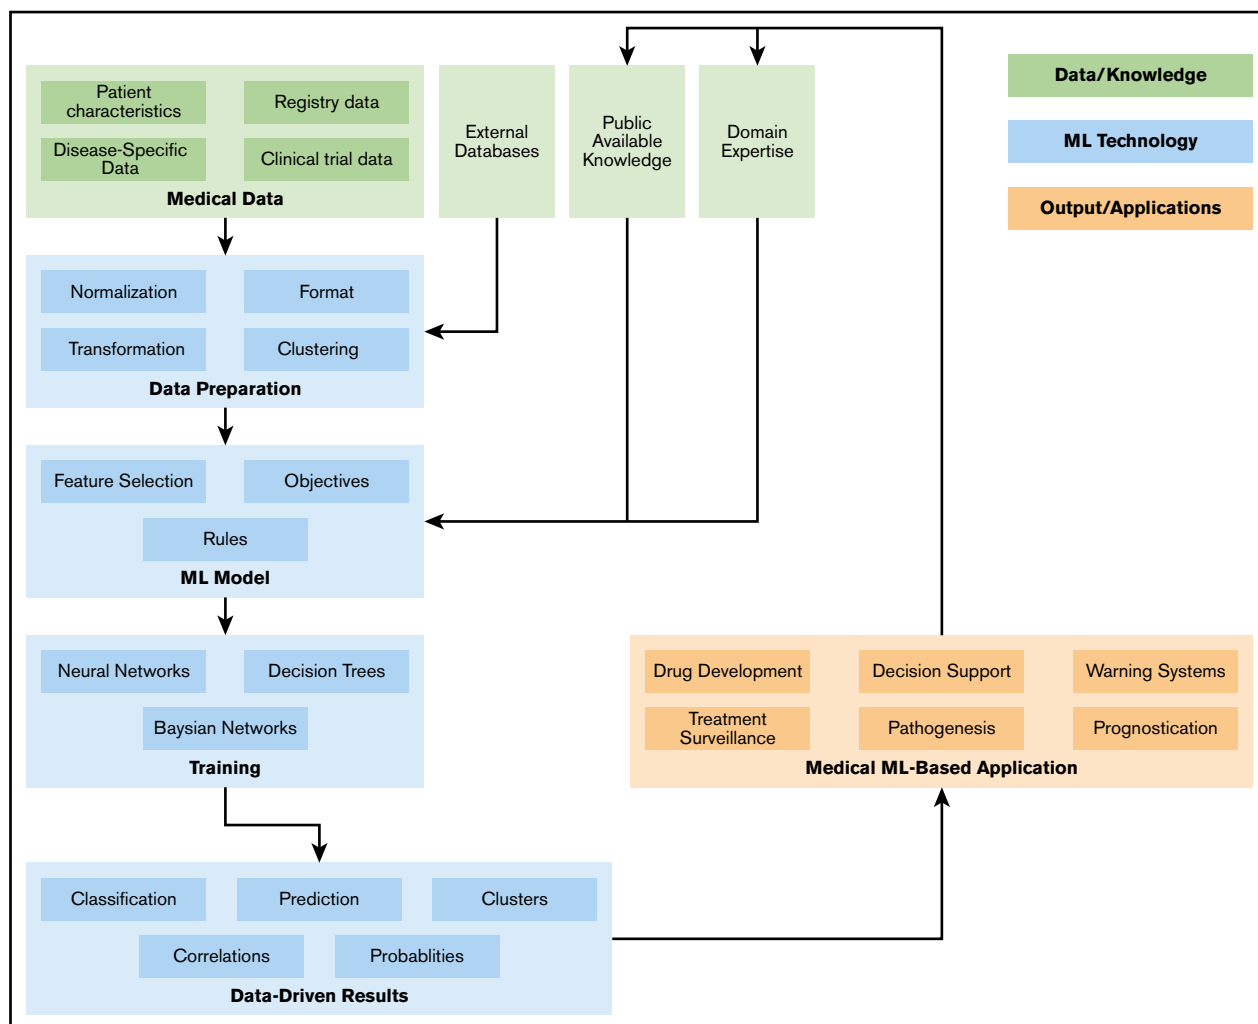 Patient
characteristics
Registry data
Disease-Specific
Data
Clinical trial data
Medical Data
External
Databases
Public
Available
Knowledge
Domain
Expertise
Data/Knowledge
ML Technology
Output/Applications
Normalization
Format
Transformation
Clustering
Data Preparation
Feature Selection
Objectives
Rules
ML Model
Neural Networks
Decision Trees
Baysian Networks
Training
Drug Development
Decision Support
Warning Systems
Treatment
Surveillance
Pathogenesis
Prognostication
Medical ML-Based Application
Classification
Prediction
Clusters
Correlations
Probablities
Data-Driven Results